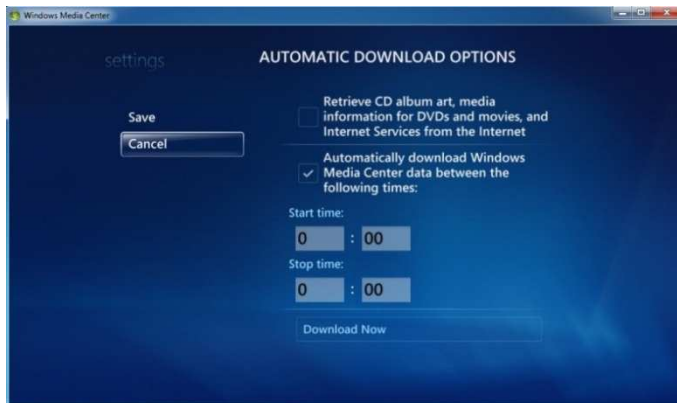 Windows Media Center
settings
AUTOMATIC DOWNLOAD OPTIONS
Save
Cancel
Retrieve CD album art, media
information for DVDs and movies, and
Internet Services from the Internet
Automatically download Windows
Media Center data between the
following times:
Start time:
0 : 00
Stop time:
0 : 00
Download Now